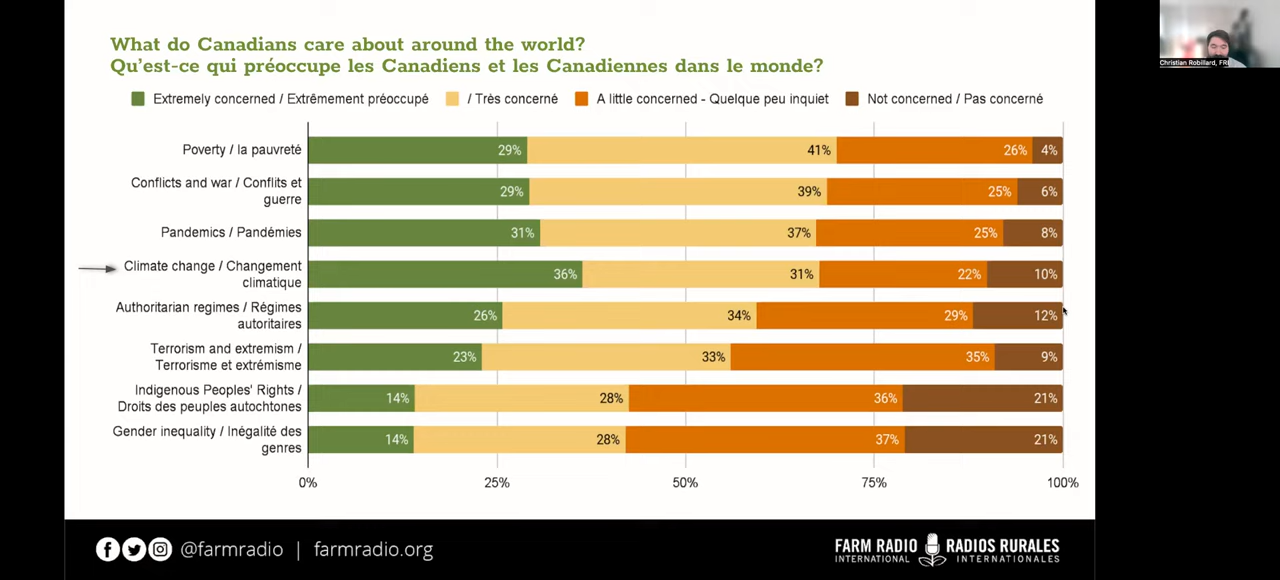 What do Canadians care about around the world?
Qu'est-ce qui préoccupe les Canadiens et les Canadiennes dans le monde?
Extremely concerned / Extrêmement préoccupé
/ Très concerné
A little concerned - Quelque peu inquiet
Not concerned / Pas concerné
Poverty / la pauvreté
29%
41%
26%
4%
Conflicts and war / Conflits et
guerre
29%
39%
25%
6%
Pandemics / Pandémies
31%
37%
25%
8%
Climate change / Changement
climatique
36%
31%
22%
10%
Authoritarian regimes / Régimes
autoritaires
26%
34%
29%
12%
Terrorism and extremism /
Terrorisme et extrémisme
23%
33%
35%
9%
Indigenous Peoples' Rights /
Droits des peuples autochtones
14%
28%
36%
21%
Gender inequality / Inégalité des
genres
14%
28%
37%
21%
0%
25%
50%
75%
100%
@farmradio | farmradio.org
FARM RADIO
INTERNATIONAL
RADIOS RURALES
INTERNATIONALES
Christian Robillard, FRI